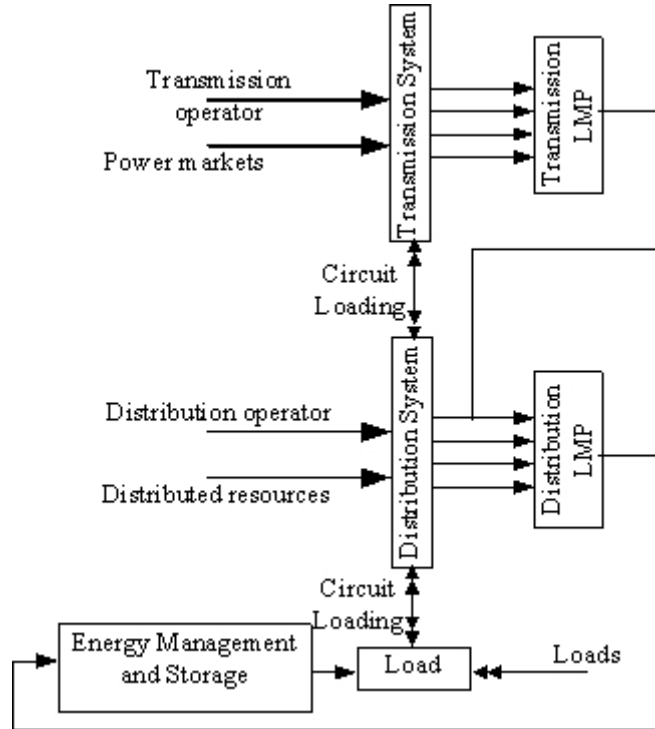 Transmission System
Transmission
LMP
Transmission
operator
Power markets
Circuit
Loading
Distribution System
Distribution
LMP
Distribution operator
Distributed resources
Circuit
Loading
Energy Management
and Storage
Load
Loads